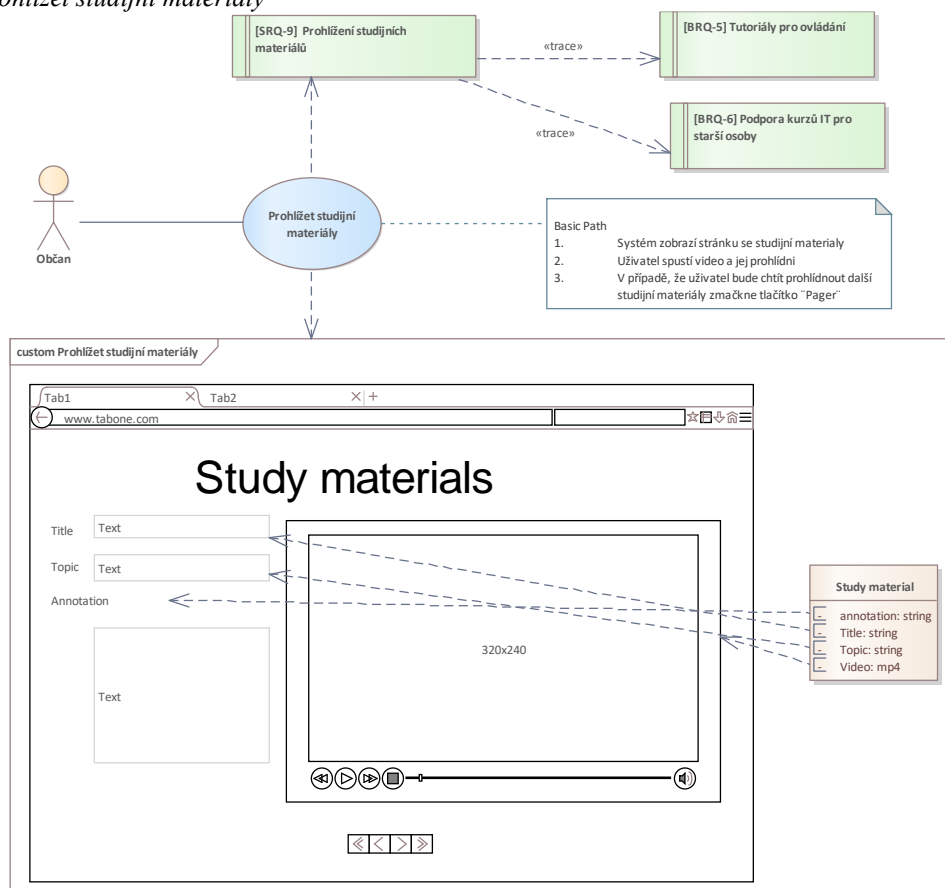 studijní materiály
[SRQ-9] Prohlížení studijních
materiálů
«trace»
[BRQ-5] Tutoriály pro ovládání
«trace»
[BRQ-6] Podpora kurzů IT pro
starší osoby
Občan
Prohlížet studijní
materiály
Basic Path
1. Systém zobrazí stránku se studijní materialy
2. Uživatel spustí video a jej prohlídni
3. V případě, že uživatel bude chtít prohlídnout další
studijní materiály zmačkne tlačítko ¨Pager¨
custom Prohlížet studijní materiály
Tab1
Tab2
www.tabone.com
Study materials
Title
Text
Topic
Text
Annotation
Text
320x240
Study material
- annotation: string
- Title: string
- Topic: string
- Video: mp4